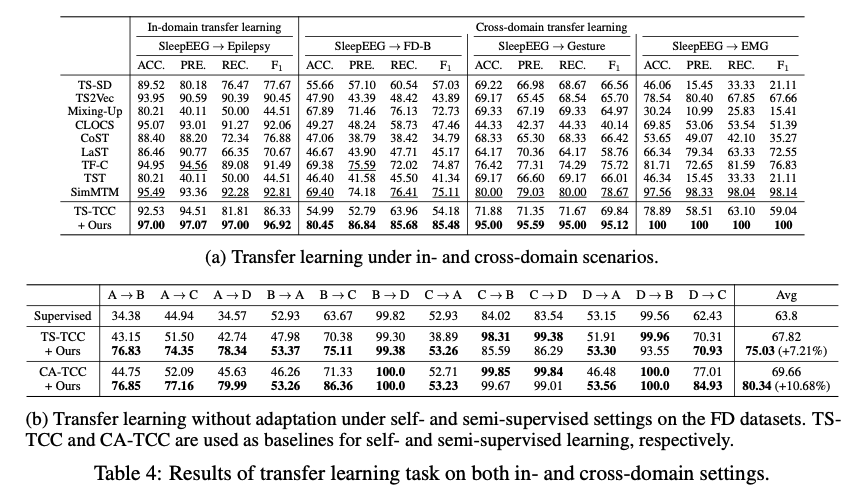 In-domain transfer learning Cross-domain transfer learning
SleepEEG → Epilepsy SleepEEG → FD-B SleepEEG → Gesture SleepEEG → EMG
ACC. PRE. REC. F1 ACC. PRE. REC. F1 ACC. PRE. REC. F1 ACC. PRE. REC. F1
TS-SD 89.52 80.18 76.47 77.67 55.66 57.10 60.54 57.03 69.22 66.98 68.67 66.56 46.06 15.45 33.33 21.11
TS2Vec 93.95 90.59 90.39 90.45 47.90 43.39 48.42 43.89 69.17 65.45 68.54 65.70 78.54 80.40 67.85 67.66
Mixing-Up 80.21 40.11 50.00 44.51 67.89 71.46 76.13 72.73 69.33 67.19 69.33 64.97 30.24 10.99 25.83 15.41
CLOCS 95.07 93.01 91.27 92.06 49.27 48.24 58.73 47.46 44.33 42.37 44.33 40.14 69.85 53.06 53.54 51.39
CoST 88.40 88.20 72.34 76.88 47.06 38.79 38.42 34.79 68.33 65.30 68.33 66.42 53.65 49.07 42.10 35.27
LaST 86.46 90.77 66.35 70.67 46.67 43.90 47.71 45.17 64.17 70.36 64.17 58.76 66.34 79.34 63.33 72.55
TF-C 94.95 94.56 89.08 91.49 69.38 75.59 72.02 74.87 76.42 77.31 74.29 75.72 81.71 72.65 81.59 76.83
TST 80.21 40.11 50.00 44.51 46.40 41.58 45.50 41.34 69.17 66.60 69.17 66.01 46.34 15.45 33.33 21.11
SimMTM 95.49 93.36 92.28 92.81 69.40 74.18 76.41 75.11 80.00 79.03 80.00 78.67 97.56 98.33 98.04 98.14
TS-TCC 92.53 94.51 81.81 86.33 54.99 52.79 63.96 54.18 71.88 71.35 71.67 69.84 78.89 58.51 63.10 59.04
+ Ours 97.00 97.07 97.00 96.92 80.45 86.84 85.68 85.48 95.00 95.59 95.00 95.12 100 100 100 100
(a) Transfer learning under in- and cross-domain scenarios.
A → B A → C A → D B → A B → C B → D C → A C → B C → D D → A D → B D → C Avg
Supervised 34.38 44.94 34.57 52.93 63.67 99.82 52.93 84.02 83.54 53.15 99.56 62.43 63.8
TS-TCC 43.15 51.50 42.74 47.98 70.38 99.30 38.89 98.31 99.38 51.91 99.96 70.31 67.82
+ Ours 76.83 74.35 78.34 53.37 75.11 99.38 53.26 85.59 86.29 53.30 93.55 70.93 75.03 (+7.21%)
CA-TCC 44.75 52.09 45.63 46.26 71.33 100.0 52.71 99.85 99.84 46.48 100.0 77.01 69.66
+ Ours 76.85 77.16 79.99 53.26 86.36 100.0 53.23 99.67 99.01 53.56 100.0 84.93 80.34 (+10.68%)
(b) Transfer learning without adaptation under self- and semi-supervised settings on the FD datasets. TS-
TCC and CA-TCC are used as baselines for self- and semi-supervised learning, respectively.
Table 4: Results of transfer learning task on both in- and cross-domain settings.